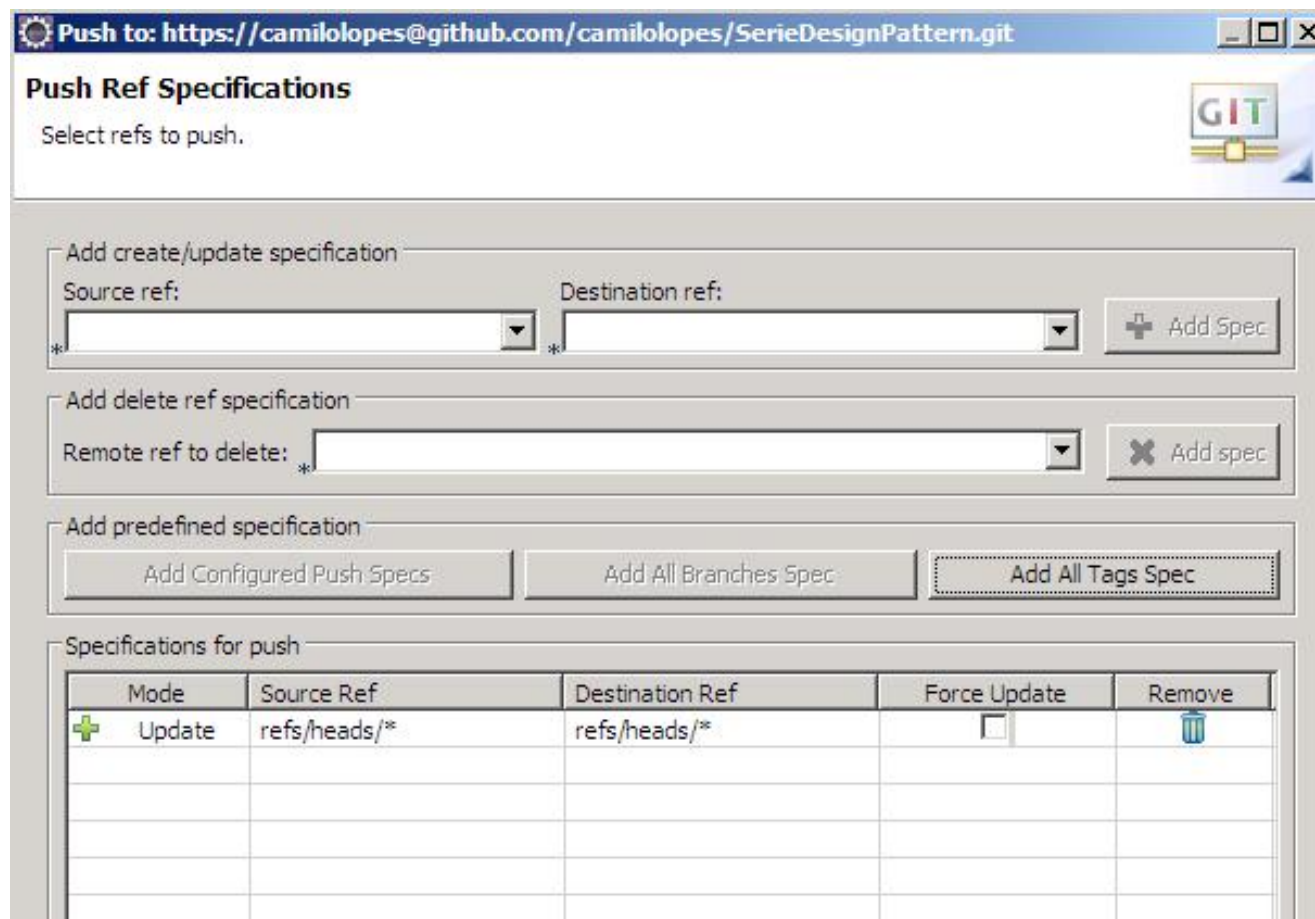 Push to: https://camilolopes@github.com/camilolopes/SerieDesignPattern.git
Push Ref Specifications
Select refs to push.
GIT
Add create/update specification
Source ref: Destination ref:
* * Add Spec
Add delete ref specification
Remote ref to delete: * Add spec
Add predefined specification
Add Configured Push Specs Add All Branches Spec Add All Tags Spec
Specifications for push
Mode Source Ref Destination Ref Force Update Remove
Update refs/heads/* refs/heads/*